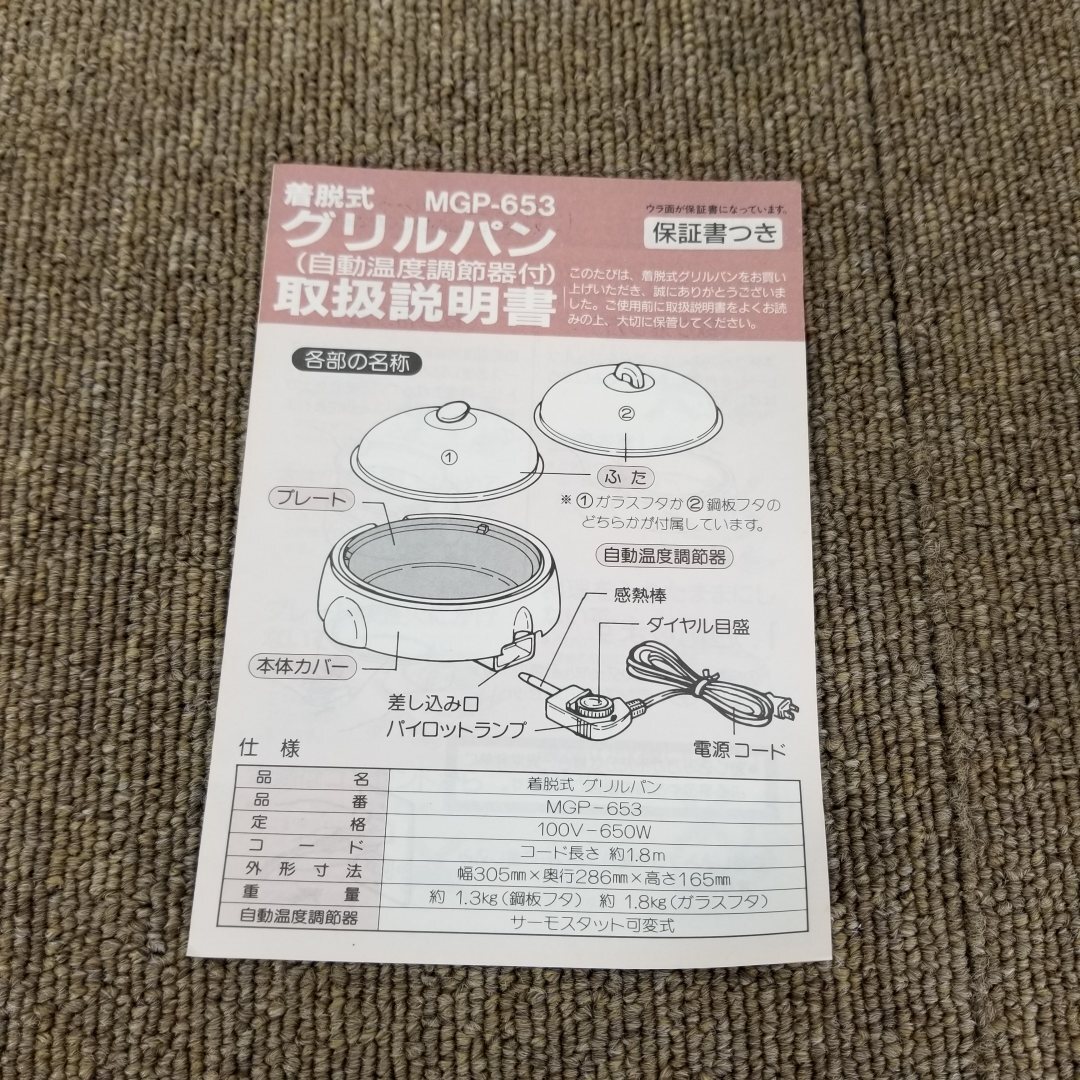 着脱式 MGP-653
グリルパン
(自動温度調節器付)
取扱説明書
ウラ面が保証書になっています。
保証書つき
このたびは、着脱式グリルパンをお買い
上げいただき、誠にありがとうございま
した。ご使用前に取扱説明書をよくお読
みの上、大切に保管してください。
各部の名称
①
②
ふた
プレート
※①ガラスフタか②鋼板フタの
どちらかが付属しています。
自動温度調節器
感熱棒
ダイヤル目盛
本体カバー
差し込み口
パイロットランプ
電源コード
仕様
品名 着脱式 グリルパン
品番 MGP-653
定格 100V-650W
コード コード長さ 約1.8m
外形寸法 幅305mm×奥行286mm×高さ165mm
重量 約 1.3kg(鋼板フタ) 約 1.8kg(ガラスフタ)
自動温度調節器 サーモスタット可変式